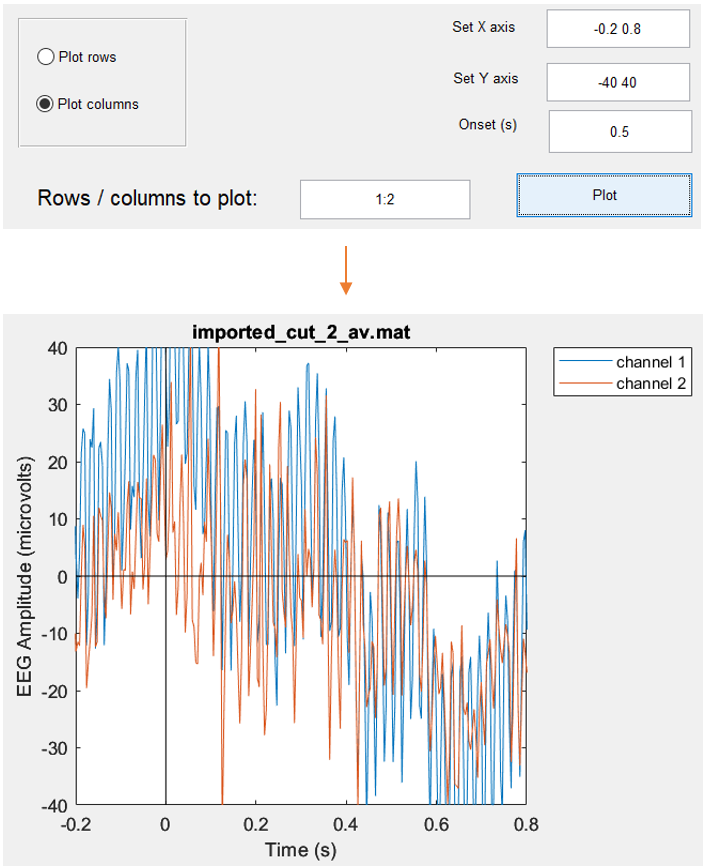 Set X axis
-0.2 0.8
Plot rows
Set Y axis
-40 40
Plot columns
Onset (s)
0.5
Rows / columns to plot:
1:2
Plot
imported_cut_2_av.mat
channel 1
channel 2
EEG Amplitude (microvolts)
40
30
20
10
0
-10
-20
-30
-40
-0.2 0 0.2 0.4 0.6 0.8
Time (s)